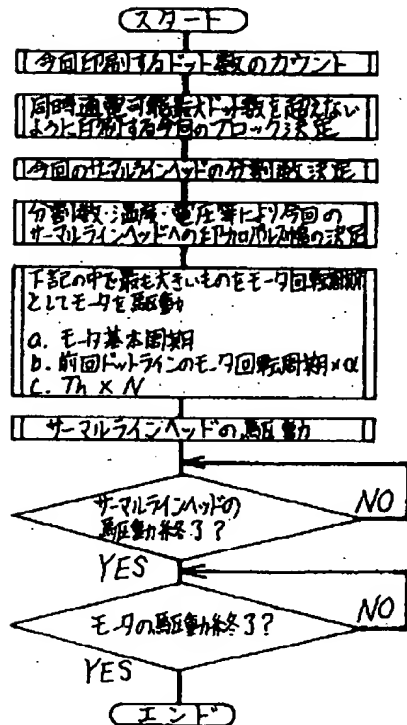 スタート
今回印刷するドット数のカウント
同時通電可能最大ドット数を超えない
ように印刷する今回のブロック決定
今回のサーマルラインヘッドの分割数決定
分割数・温度・電圧等により今回の
サーマルラインヘッドへの印加パルス幅の決定
下記の中で最も大きいものをモータ回転周期
としてモータを駆動
a. モータ基本周期
b. 前回ドットラインのモータ回転周期×α
c. Th × N
サーマルラインヘッドの駆動
サーマルラインヘッドの
駆動終了?
NO
YES
モータの駆動終了?
NO
YES
エンド